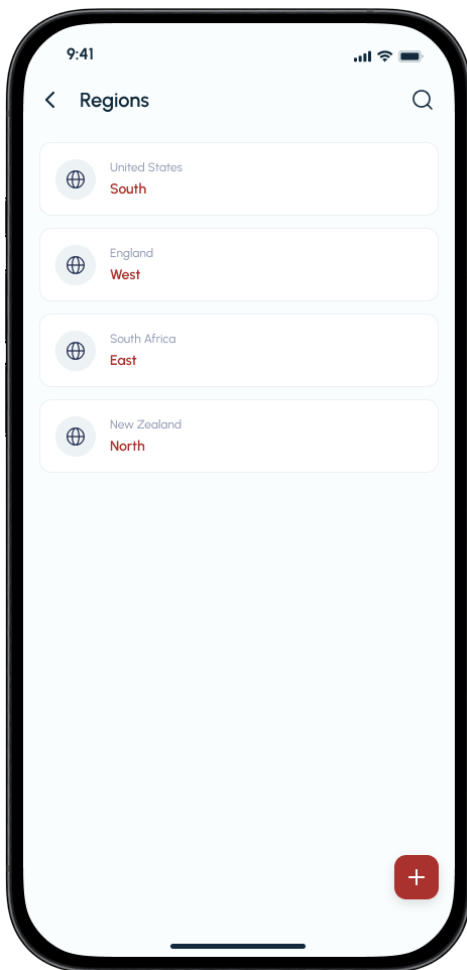 9:41
Regions
United States
South
England
West
South Africa
East
New Zealand
North